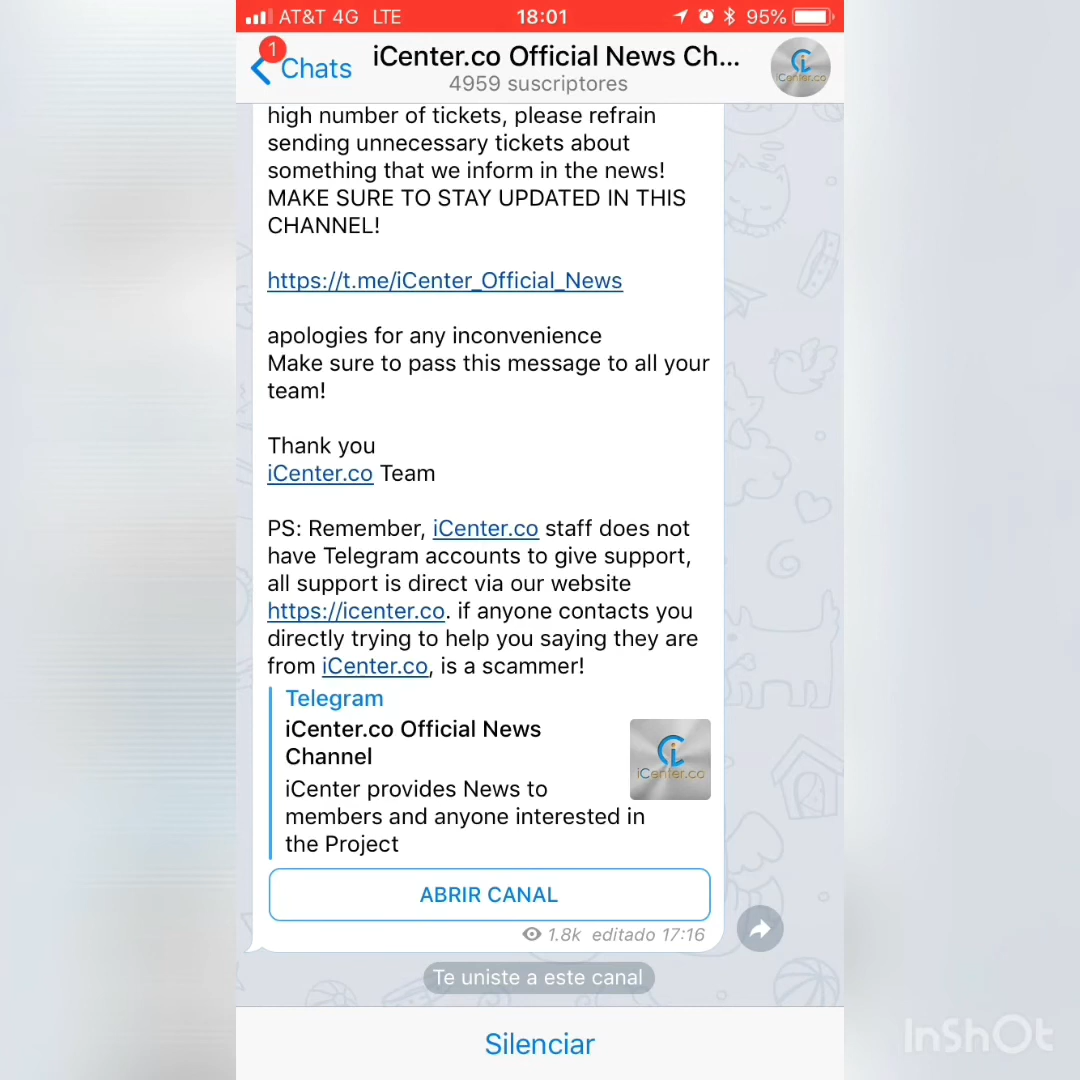 AT&T 4G LTE 18:01 95%
1
Chats
iCenter.co Official News Ch...
4959 suscriptores
iCenter.co
high number of tickets, please refrain
sending unnecessary tickets about
something that we inform in the news!
MAKE SURE TO STAY UPDATED IN THIS
CHANNEL!
https://t.me/iCenter_Official_News
apologies for any inconvenience
Make sure to pass this message to all your
team!
Thank you
iCenter.co Team
PS: Remember, iCenter.co staff does not
have Telegram accounts to give support,
all support is direct via our website
https://icenter.co. if anyone contacts you
directly trying to help you saying they are
from iCenter.co, is a scammer!
Telegram
iCenter.co Official News
Channel
iCenter.co
iCenter provides News to
members and anyone interested in
the Project
ABRIR CANAL
1.8k editado 17:16
Te uniste a este canal
Silenciar
InShOt